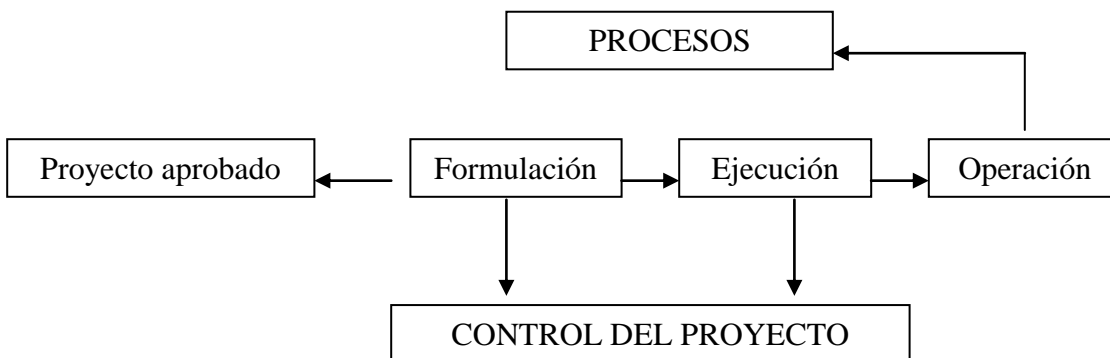 PROCESOS
Proyecto aprobado
Formulación
Ejecución
Operación
CONTROL DEL PROYECTO